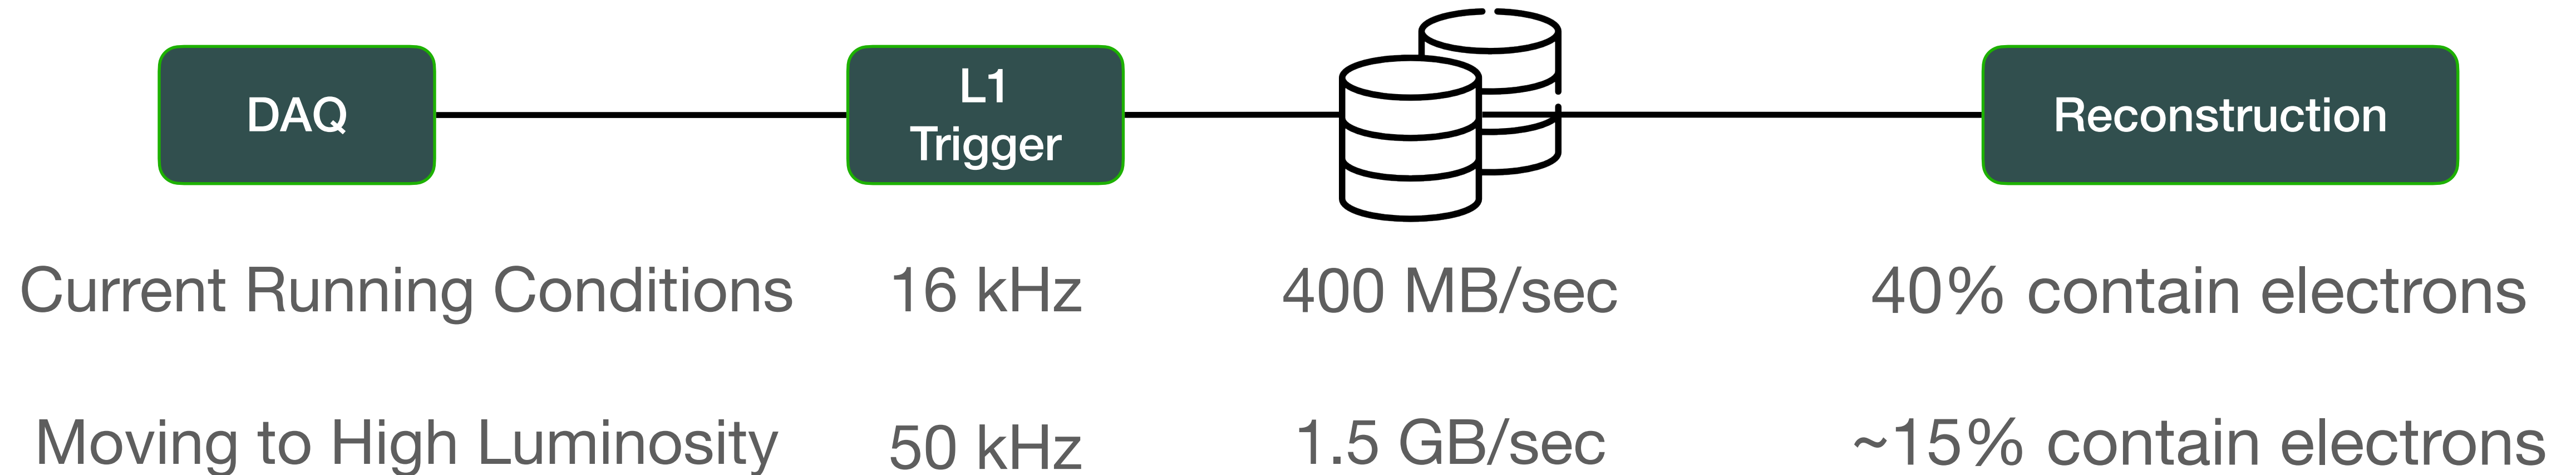 DAQ
L1
Trigger
Reconstruction
Current Running Conditions 16 kHz 400 MB/sec 40% contain electrons
Moving to High Luminosity 50 kHz 1.5 GB/sec ~15% contain electrons